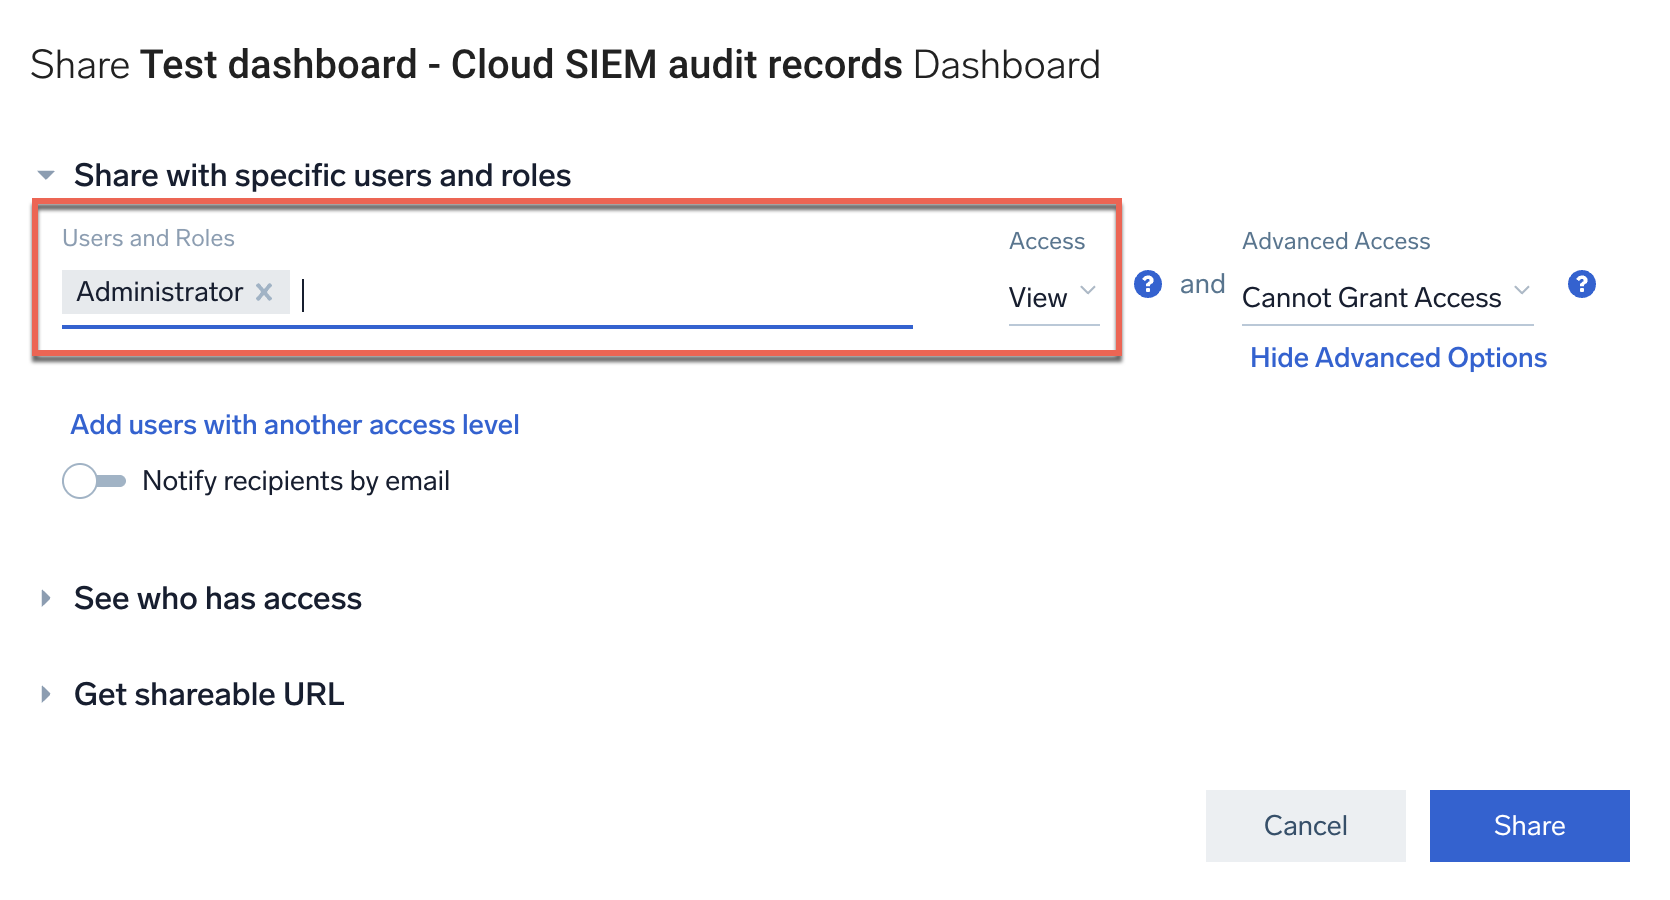 Share Test dashboard - Cloud SIEM audit records Dashboard
Share with specific users and roles
Users and Roles
Access
Advanced Access
Administrator
View
? and
Cannot Grant Access
?
Hide Advanced Options
Add users with another access level
Notify recipients by email
See who has access
Get shareable URL
Cancel
Share